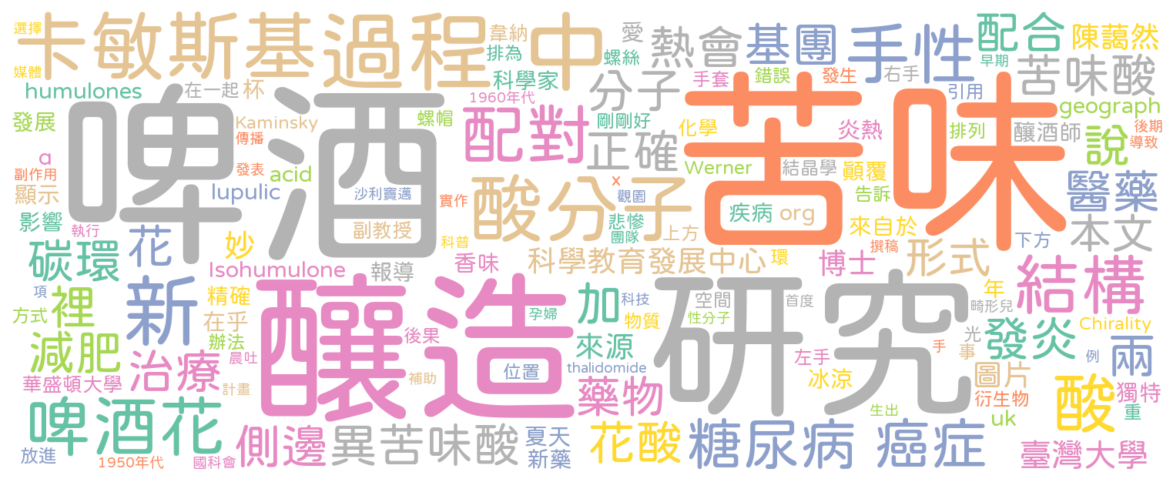 選擇
卡敏斯基
過程
中
韋納
排為
愛
螺絲
熱會
基團
手性
配合
陳藹然
早期
媒體
humulones
在一起
杯
科學家
1960年代
分子
手套
錯誤
發生
右手
引用
苦味酸
geograph
發展
啤酒
Kaminsky
傳播
螺帽
配對
剛剛好
正確
化學
炎熱
苦味
排列
釀酒師
後期
導致
說
a
副作用
顯示
發表
lupulic
acid
沙利竇邁
實作
酸分子
x
觀園
Werner
結晶學
顛覆
告訴
醫藥
影響
執行
碳環
花
妙
副教授
悲慘
團隊
疾病
org
上方
來自於
撰稿
下方
本文
Isohumulone
報導
香味
科普
科學教育發展中心
環
博士
形式
項
裡
新
精確
釀造
加
科技
空間
首度
研究
畸形兒
年
結構
方式
在乎
辦法
後果
孕婦
物質
性分子
光
事
Chirality
減肥
晨吐
來源
左手
手
發炎
例
兩
華盛頓大學
治療
計畫
補助
位置
thalidomide
藥物
冰涼
圖片
衍生物
獨特
啤酒花
側邊
異苦味酸
夏天
新藥
花酸
生出
糖尿病
癌症
uk
酸
重
放進
1950年代
國科會
臺灣大學